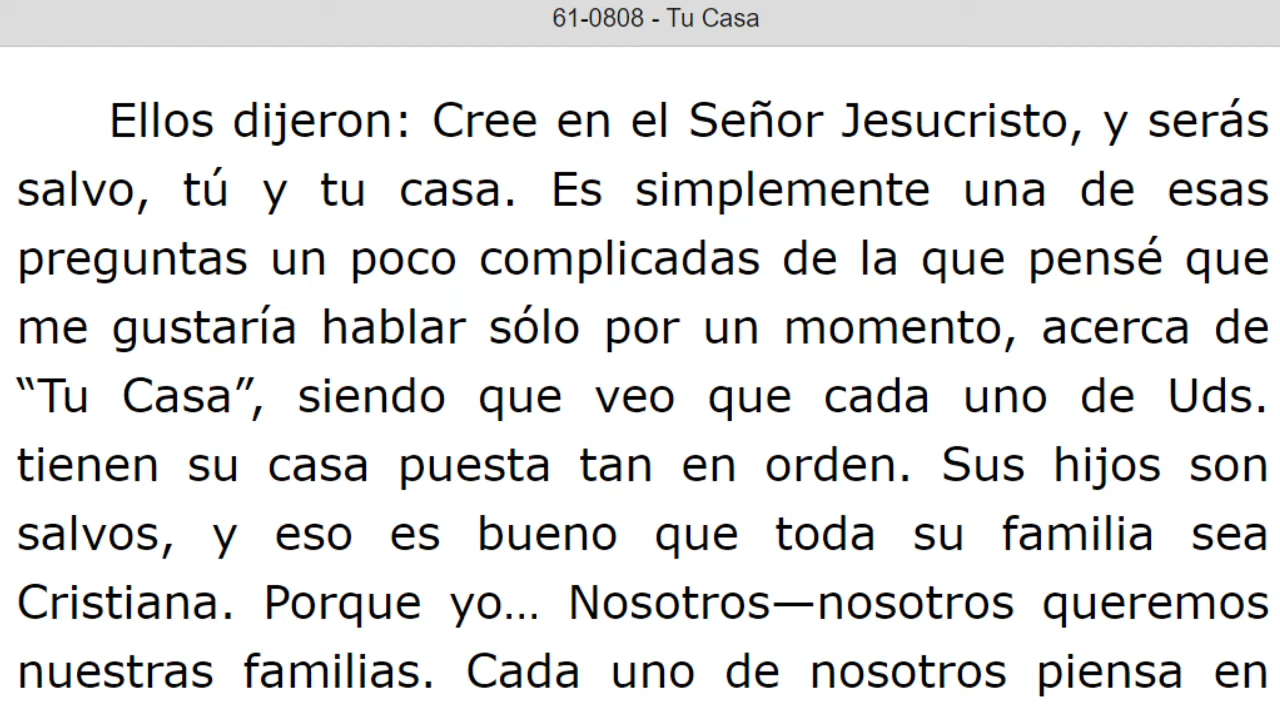 61-0808 - Tu Casa
Ellos dijeron: Cree en el Señor Jesucristo, y serás
salvo, tú y tu casa. Es simplemente una de esas
preguntas un poco complicadas de la que pensé que
me gustaría hablar sólo por un momento, acerca de
“Tu Casa”, siendo que veo que cada uno de Uds.
tienen su casa puesta tan en orden. Sus hijos son
salvos, y eso es bueno que toda su familia sea
Cristiana. Porque yo… Nosotros—nosotros queremos
nuestras familias. Cada uno de nosotros piensa en